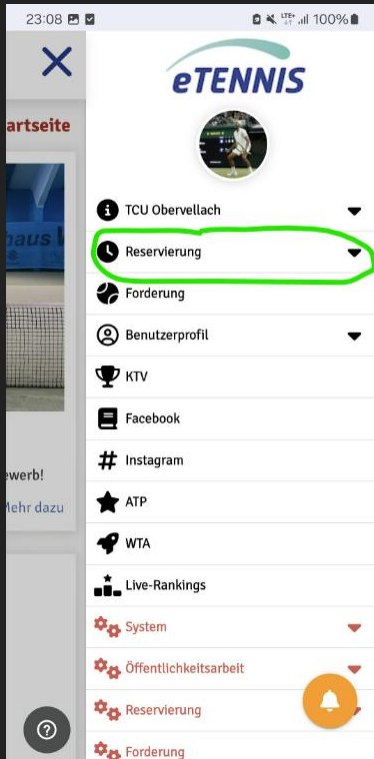 23:08 LTE+ 100%
eTENNIS
artseite
TCU Obervellach
haus
Reservierung
Forderung
Benutzerprofil
KTV
Facebook
ewerb!
Instagram
Mehr dazu
ATP
WTA
Live-Rankings
System
Öffentlichkeitsarbeit
Reservierung
Forderung